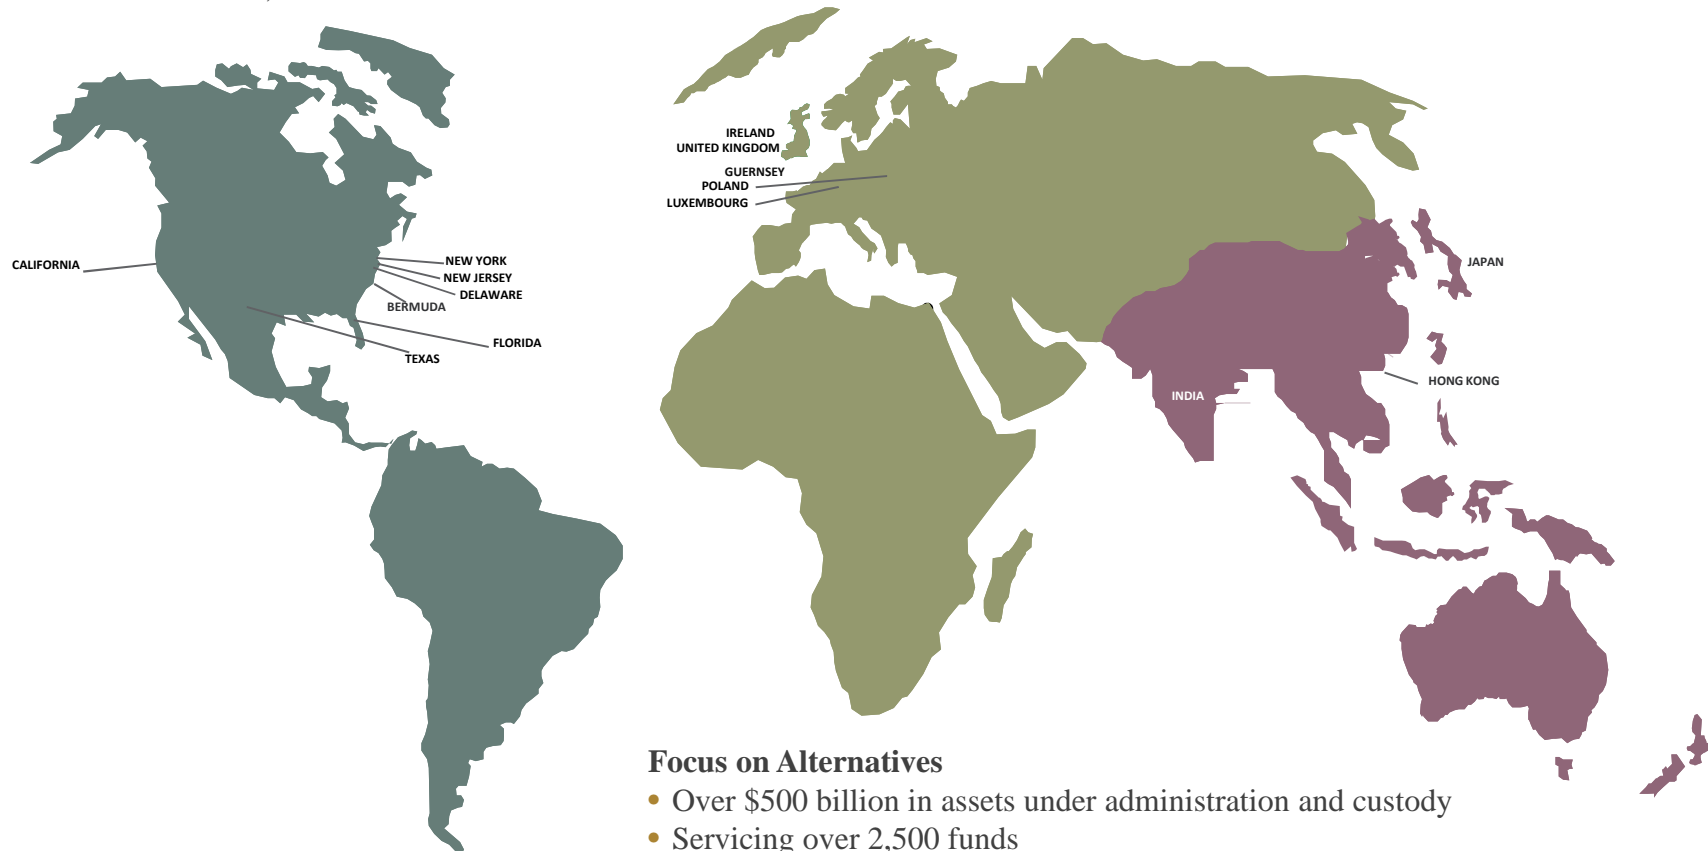 IRELAND
UNITED KINGDOM
GUERNSEY
POLAND
LUXEMBOURG
CALIFORNIA
NEW YORK
NEW JERSEY
DELAWARE
BERMUDA
FLORIDA
TEXAS
JAPAN
HONG KONG
INDIA
Focus on Alternatives
• Over $500 billion in assets under administration and custody
• Servicing over 2,500 funds